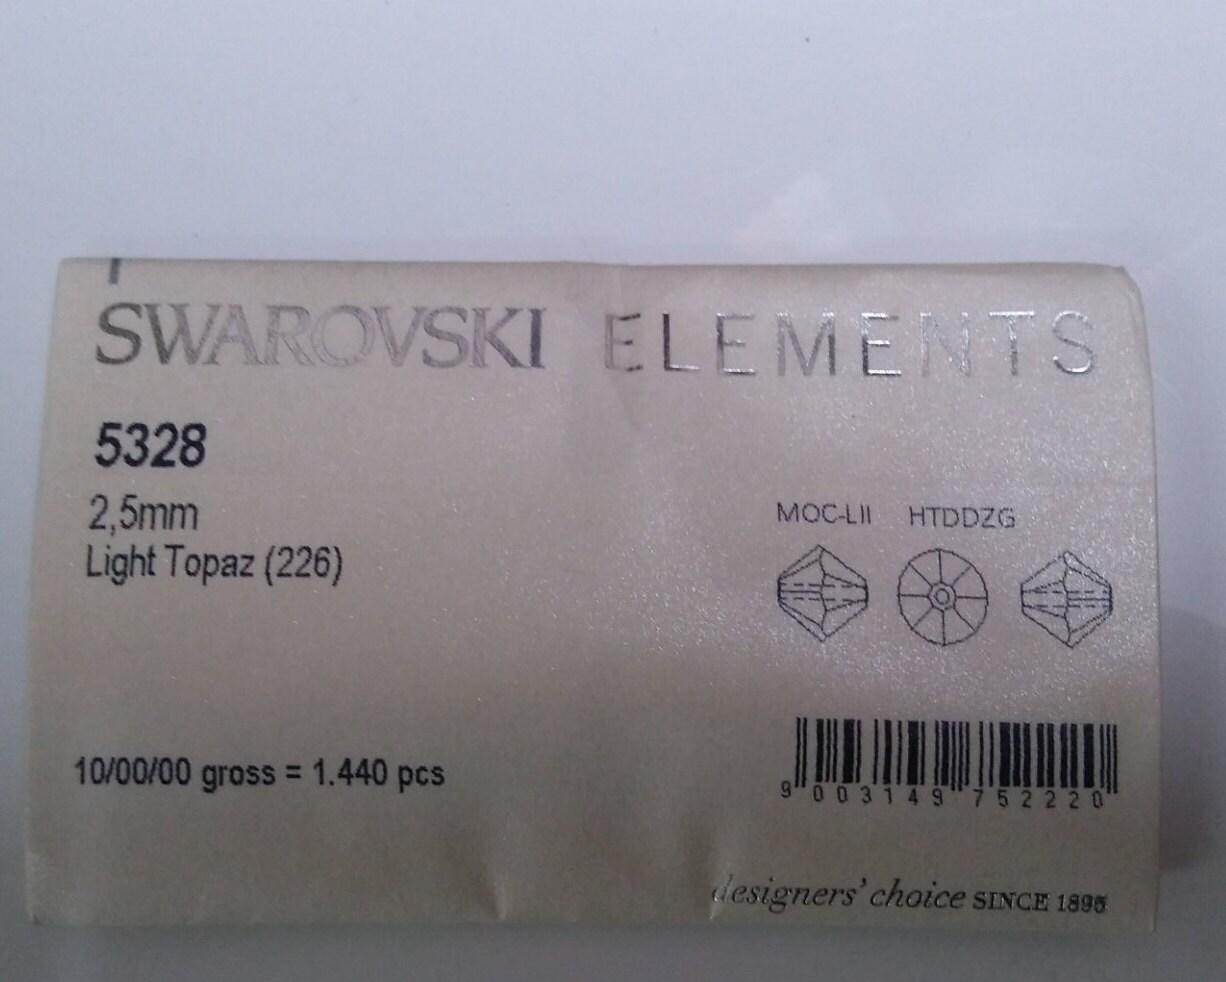 SWAROVSKI ELEMENTS
5328
2,5mm
Light Topaz (226)
MOC-LII HTDDZG
10/00/00 gross = 1.440 pcs
9 003149 752220
designers' choice SINCE 1895